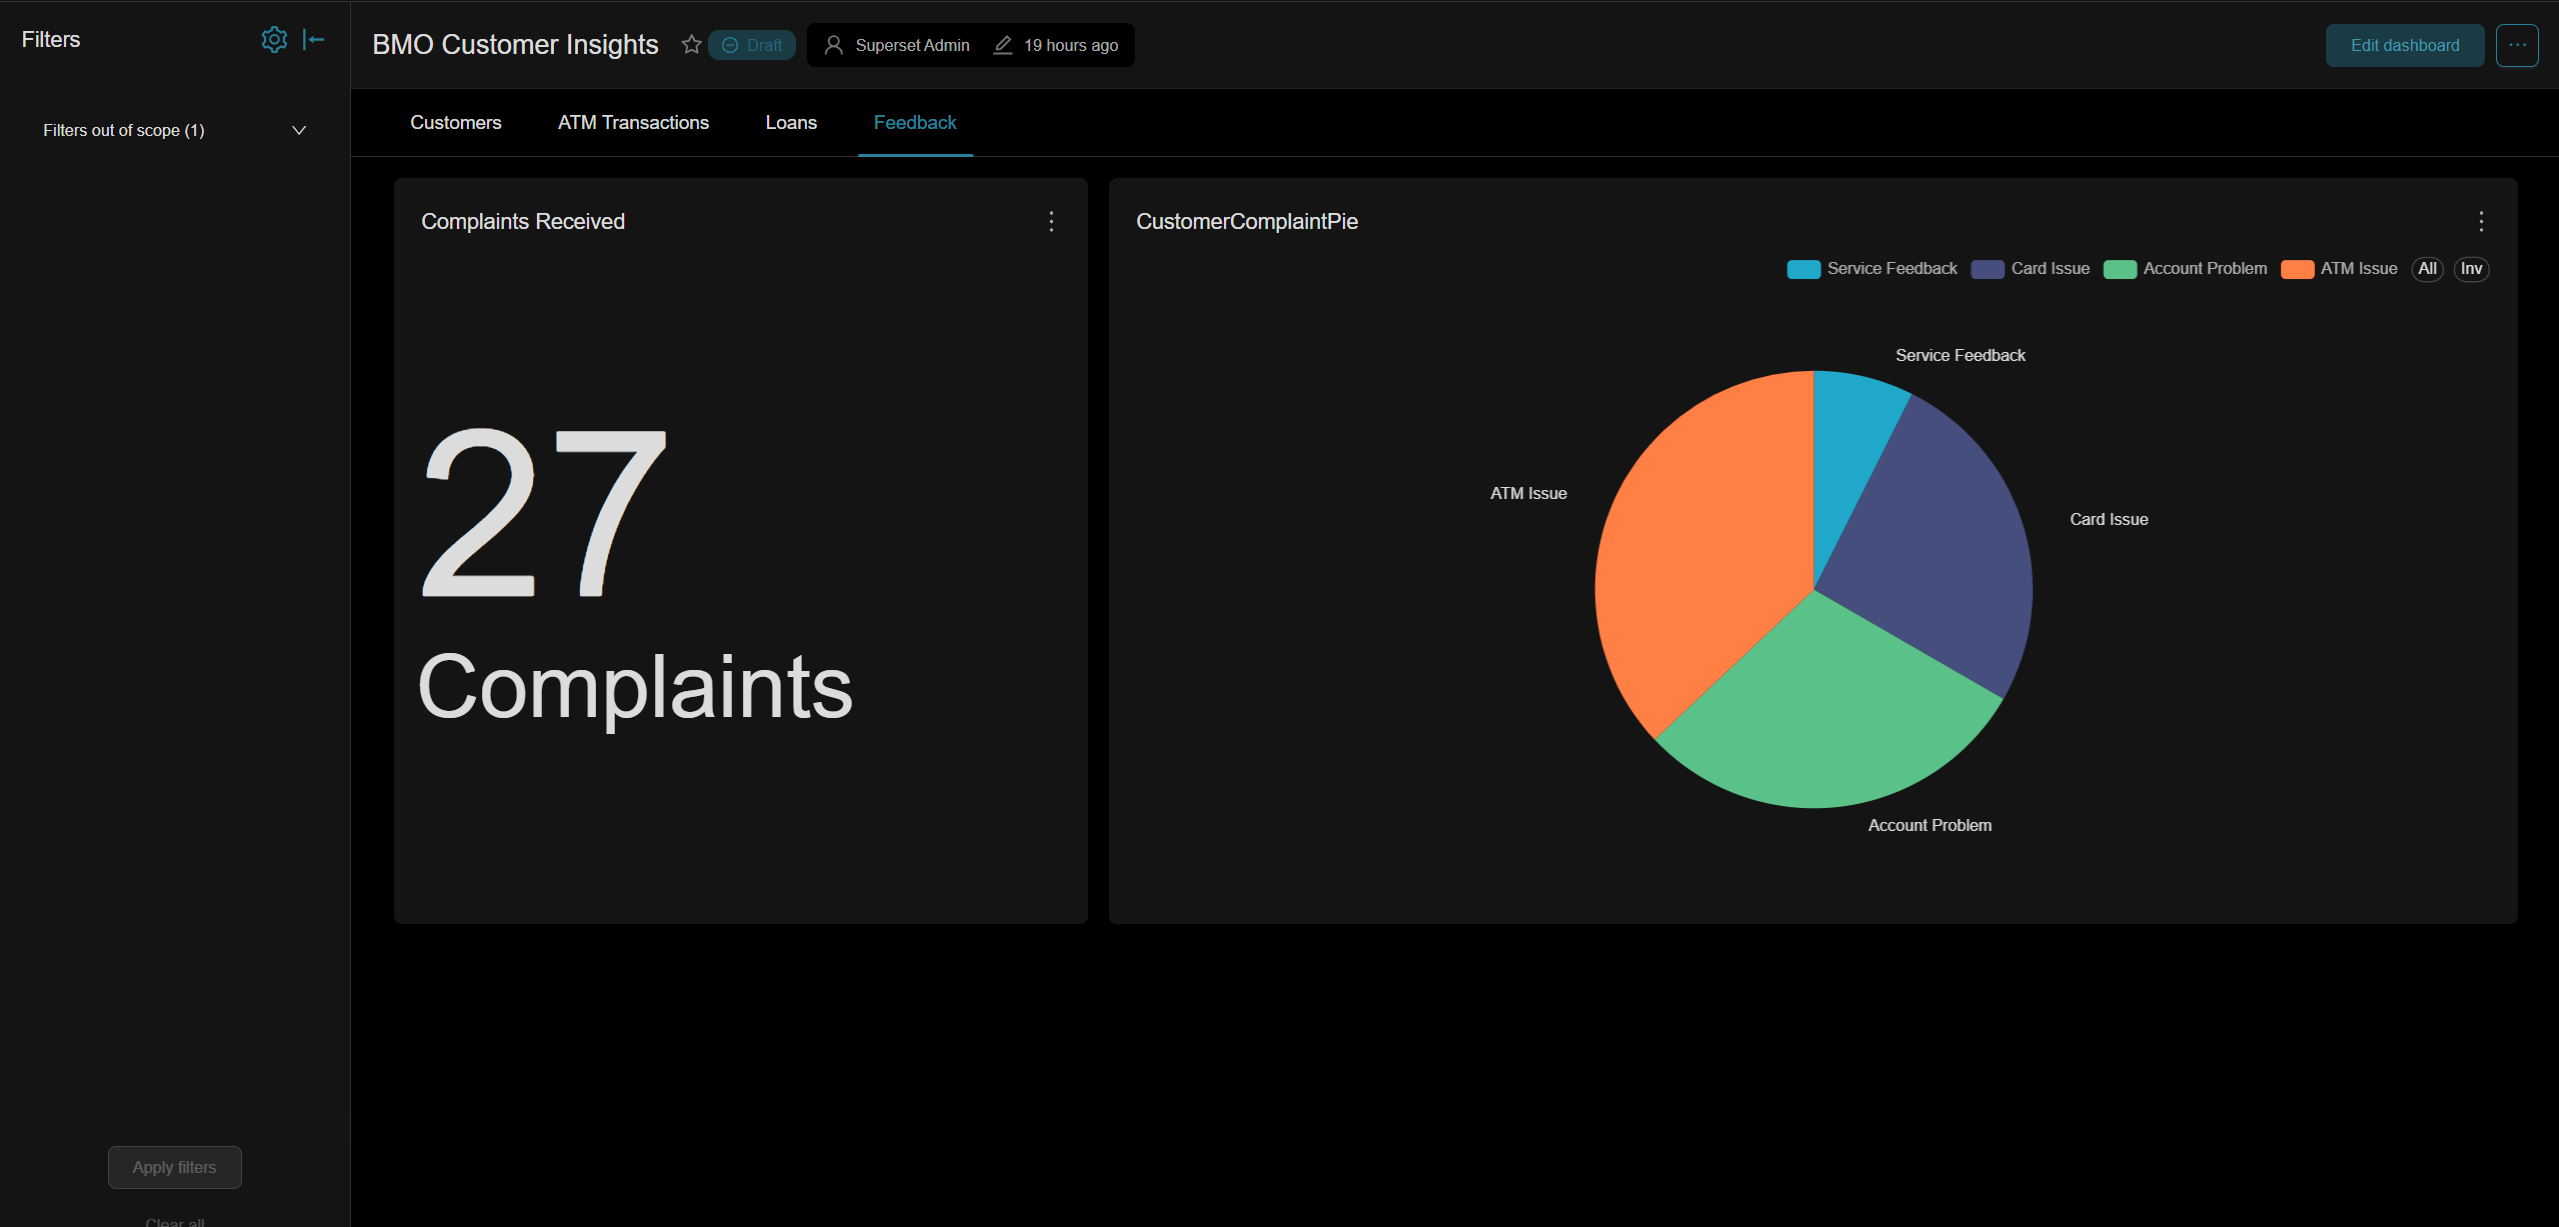 Filters
Filters out of scope (1)
Apply filters
Clear all
BMO Customer Insights
Draft
Superset Admin
19 hours ago
Edit dashboard
Customers
ATM Transactions
Loans
Feedback
Complaints Received
27
Complaints
CustomerComplaintPie
Service Feedback
Card Issue
Account Problem
ATM Issue
All
Inv
Service Feedback
ATM Issue
Card Issue
Account Problem